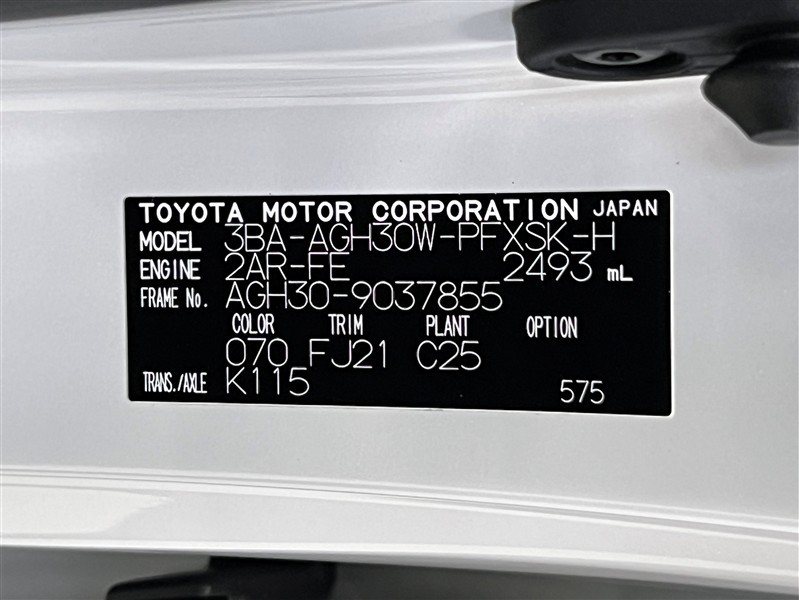 TOYOTA MOTOR CORPORATION JAPAN
MODEL 3BA-AGH30W-PFXSK-H
ENGINE 2AR-FE 2493 mL
FRAME No. AGH30-9037855
COLOR TRIM PLANT OPTION
070 FJ21 C25
TRANS./AXLE K115 575